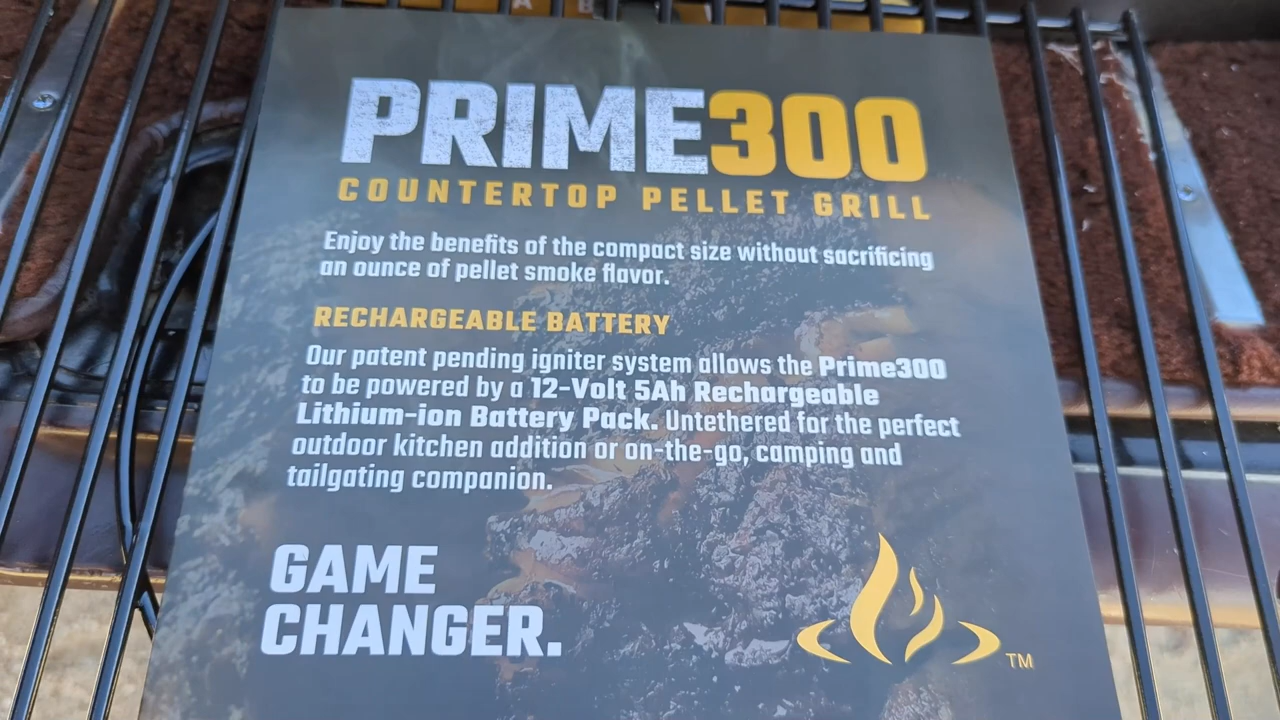 PRIME300
COUNTERTOP PELLET GRILL
Enjoy the benefits of the compact size without sacrificing
an ounce of pellet smoke flavor.
RECHARGEABLE BATTERY
Our patent pending igniter system allows the Prime300
to be powered by a 12-Volt 5Ah Rechargeable
Lithium-ion Battery Pack. Untethered for the perfect
outdoor kitchen addition or on-the-go, camping and
tailgating companion.
GAME
CHANGER.
TM